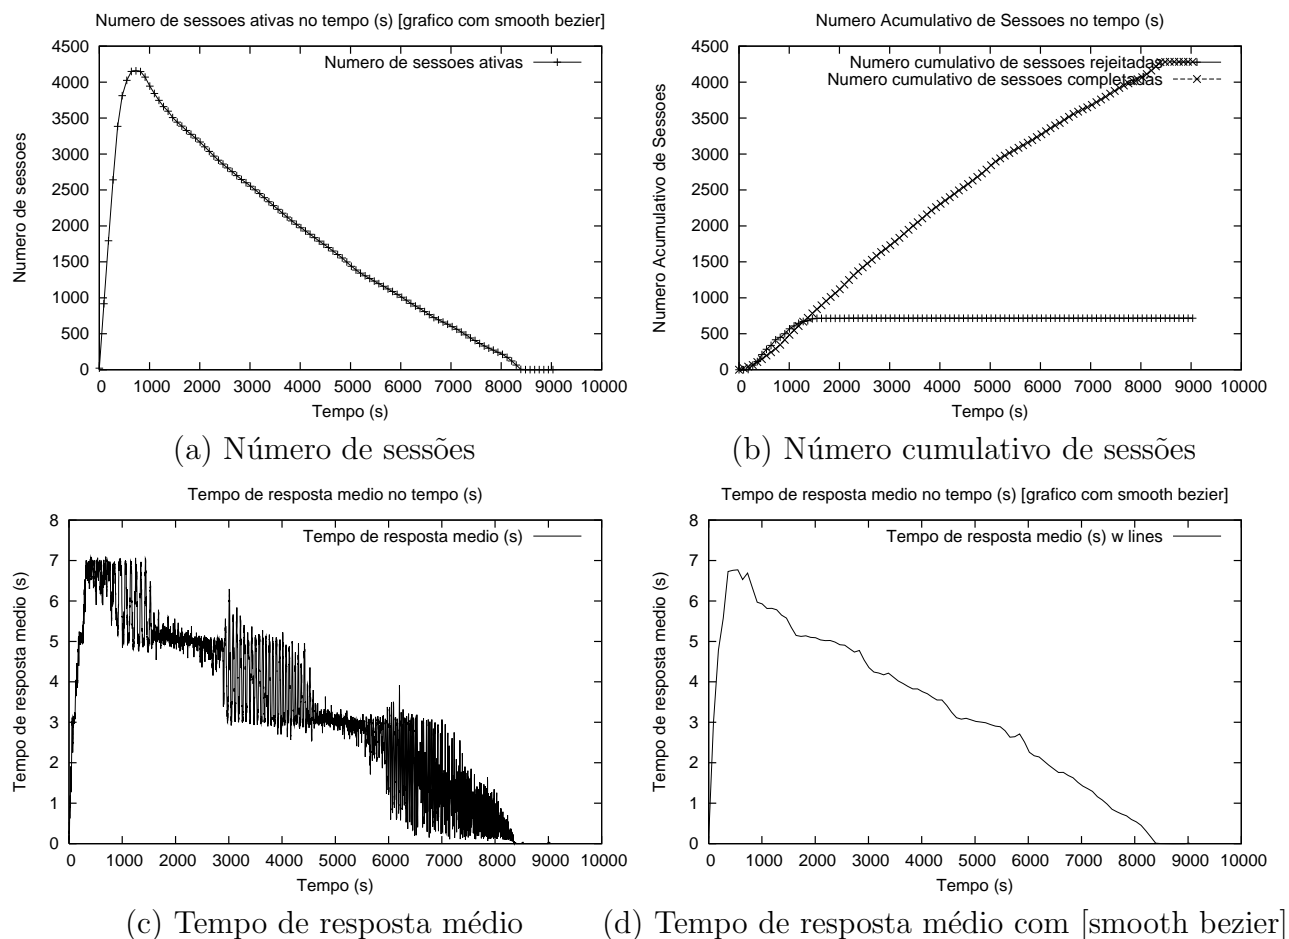 Numero de sessoes ativas no tempo (s) [grafico com smooth bezier]
4500
4000
3500
3000
2500
2000
1500
1000
500
0
Numero de sessoes
Numero de sessoes ativas
0 1000 2000 3000 4000 5000 6000 7000 8000 9000 10000
Tempo (s)
(a) Número de sessões
Numero Acumulativo de Sessoes no tempo (s)
4500
4000
3500
3000
2500
2000
1500
1000
500
0
Numero Acumulativo de Sessoes
Numero cumulativo de sessoes rejeitadas
Numero cumulativo de sessoes completadas
0 1000 2000 3000 4000 5000 6000 7000 8000 9000 10000
Tempo (s)
(b) Número cumulativo de sessões
Tempo de resposta medio no tempo (s)
8
7
6
5
4
3
2
1
0
Tempo de resposta medio (s)
Tempo de resposta medio (s)
0 1000 2000 3000 4000 5000 6000 7000 8000 9000 10000
Tempo (s)
(c) Tempo de resposta médio
Tempo de resposta medio no tempo (s) [grafico com smooth bezier]
8
7
6
5
4
3
2
1
0
Tempo de resposta medio (s)
Tempo de resposta medio (s) w lines
0 1000 2000 3000 4000 5000 6000 7000 8000 9000 10000
Tempo (s)
(d) Tempo de resposta médio com [smooth bezier]